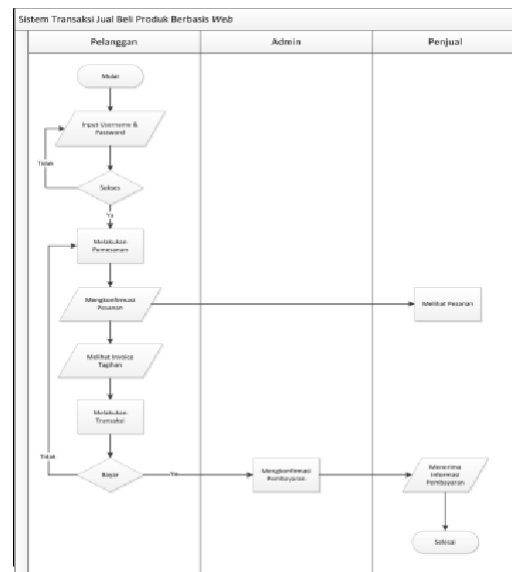 Sistem Transaksi Jual Beli Produk Berbasis Web
Pelanggan
Admin
Penjual
Mulai
Input Username &
Password
Tidak
Sukses
Ya
Melakukan
Pemesanan
Mengkonfirmasi
Pesanan
Melihat Pesanan
Melihat Invoice
Tagihan
Melakukan
Transaksi
Tidak
Bayar
Ya
Mengkonfirmasi
Pembayaran
Menerima
Informasi
Pembayaran
Selesai